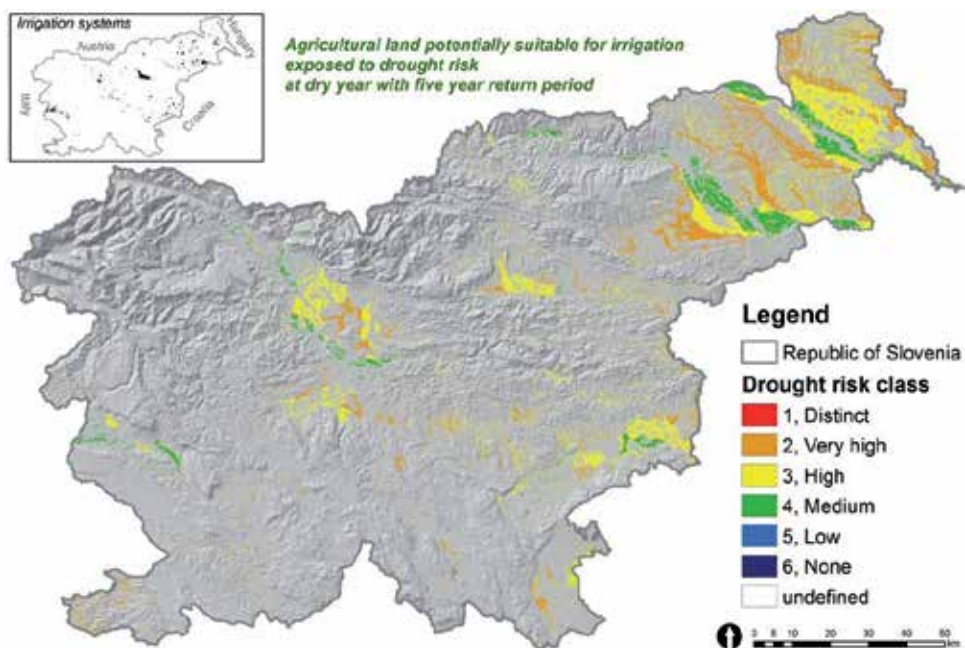 Irrigation systems
Austria
Hungary
Italy
Croatia
Agricultural land potentially suitable for irrigation
exposed to drought risk
at dry year with five year return period
Legend
Republic of Slovenia
Drought risk class
1, Distinct
2, Very high
3, High
4, Medium
5, Low
6, None
undefined
0 5 10 20 30 40 50
km